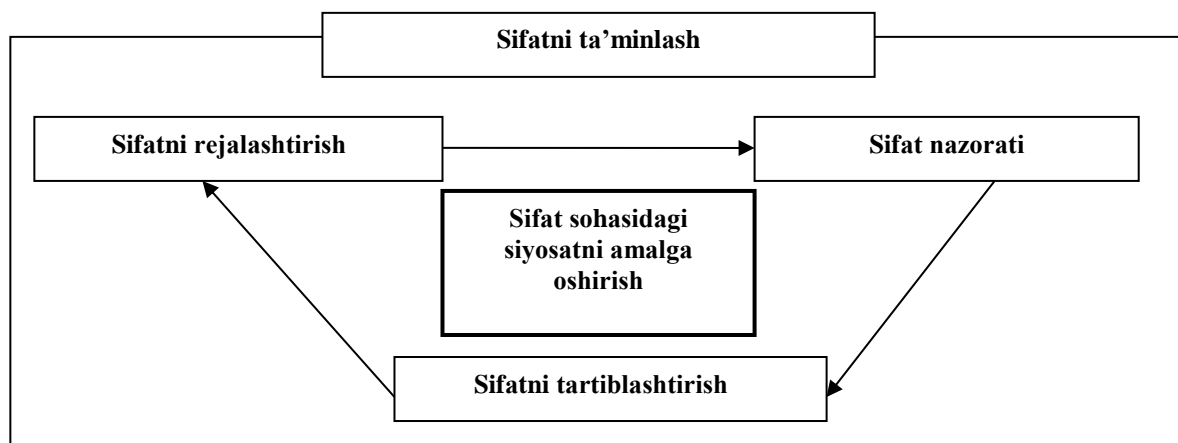 Sifatni ta’minlash
Sifatni rejalashtirish
Sifat nazorati
Sifat sohasidagi
siyosatni amalga
oshirish
Sifatni tartiblashtirish